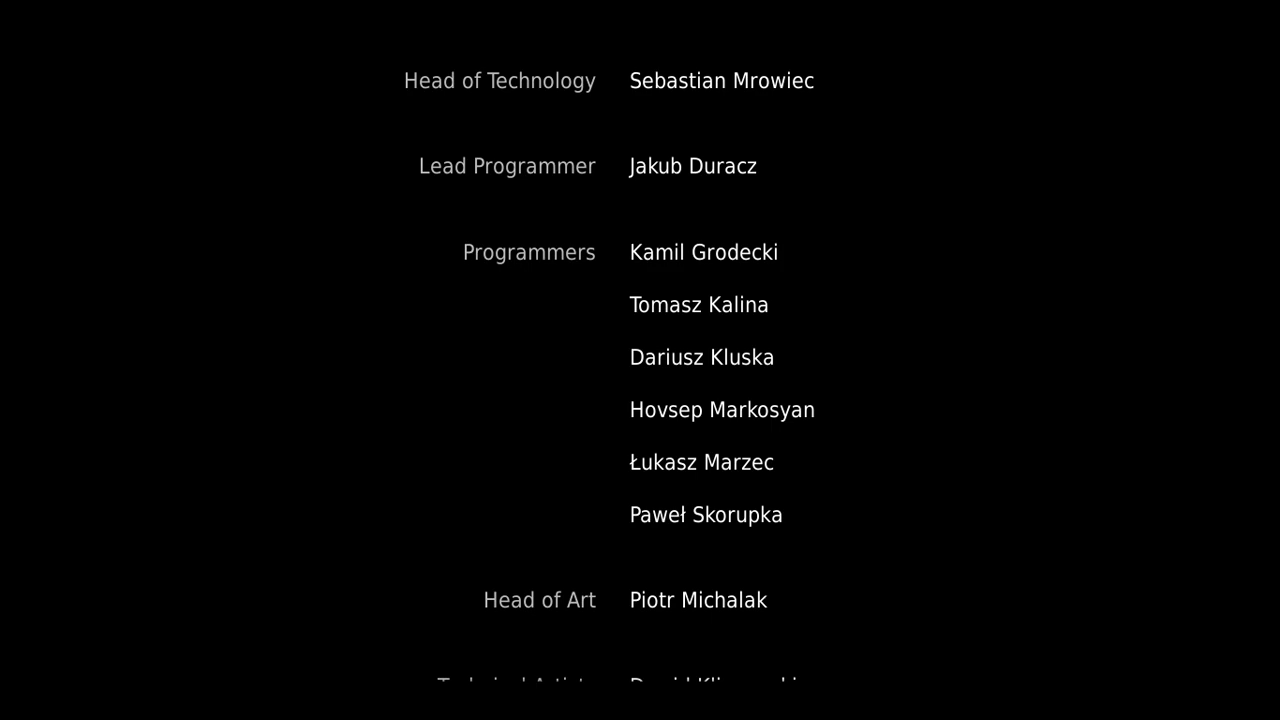 Head of Technology Sebastian Mrowiec
Lead Programmer Jakub Duracz
Programmers Kamil Grodecki
Tomasz Kalina
Dariusz Kluska
Hovsep Markosyan
Łukasz Marzec
Paweł Skorupka
Head of Art Piotr Michalak